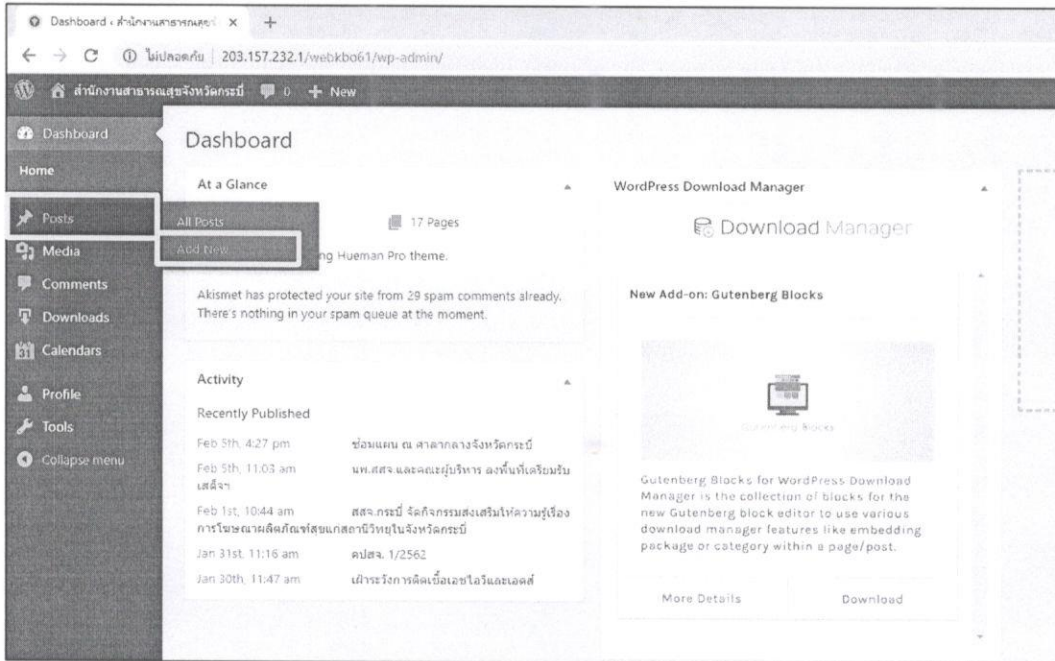 Dashboard ‹ สำนักงานสาธารณสุข
ไม่ปลอดภัย | 203.157.232.1/webkbo61/wp-admin/
สำนักงานสาธารณสุขจังหวัดกระบี่ 0 + New
Dashboard
Home
Posts
Media
Comments
Downloads
Calendars
Profile
Tools
Collapse menu
All Posts
Add New
Dashboard
At a Glance
17 Pages
ng Hueman Pro theme.
Akismet has protected your site from 29 spam comments already.
There's nothing in your spam queue at the moment.
Activity
Recently Published
Feb 5th, 4:27 pm ซ่อมแผน ณ ศาลากลางจังหวัดกระบี่
Feb 5th, 11:03 am นพ.สสจ.และคณะผู้บริหาร ลงพื้นที่เตรียมรับ
เสด็จฯ
Feb 1st, 10:44 am สสจ.กระบี่ จัดกิจกรรมส่งเสริมให้ความรู้เรื่อง
การโฆษณาผลิตภัณฑ์สุขแก่สถานีวิทยุในจังหวัดกระบี่
Jan 31st, 11:16 am คปสจ. 1/2562
Jan 30th, 11:47 am เฝ้าระวังการติดเชื้อเอชไอวีและเอดส์
WordPress Download Manager
Download Manager
New Add-on: Gutenberg Blocks
Gutenberg Blocks
Gutenberg Blocks for WordPress Download
Manager is the collection of blocks for the
new Gutenberg block editor to use various
download manager features like embedding
package or category within a page/post.
More Details Download